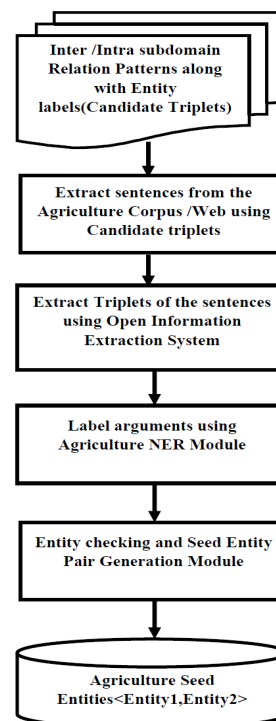 Inter /Intra subdomain
Relation Patterns along
with Entity
labels(Candidate Triplets)
Extract sentences from the
Agriculture Corpus /Web using
Candidate triplets
Extract Triplets of the sentences
using Open Information
Extraction System
Label arguments using
Agriculture NER Module
Entity checking and Seed Entity
Pair Generation Module
Agriculture Seed
Entities<Entity1,Entity2>